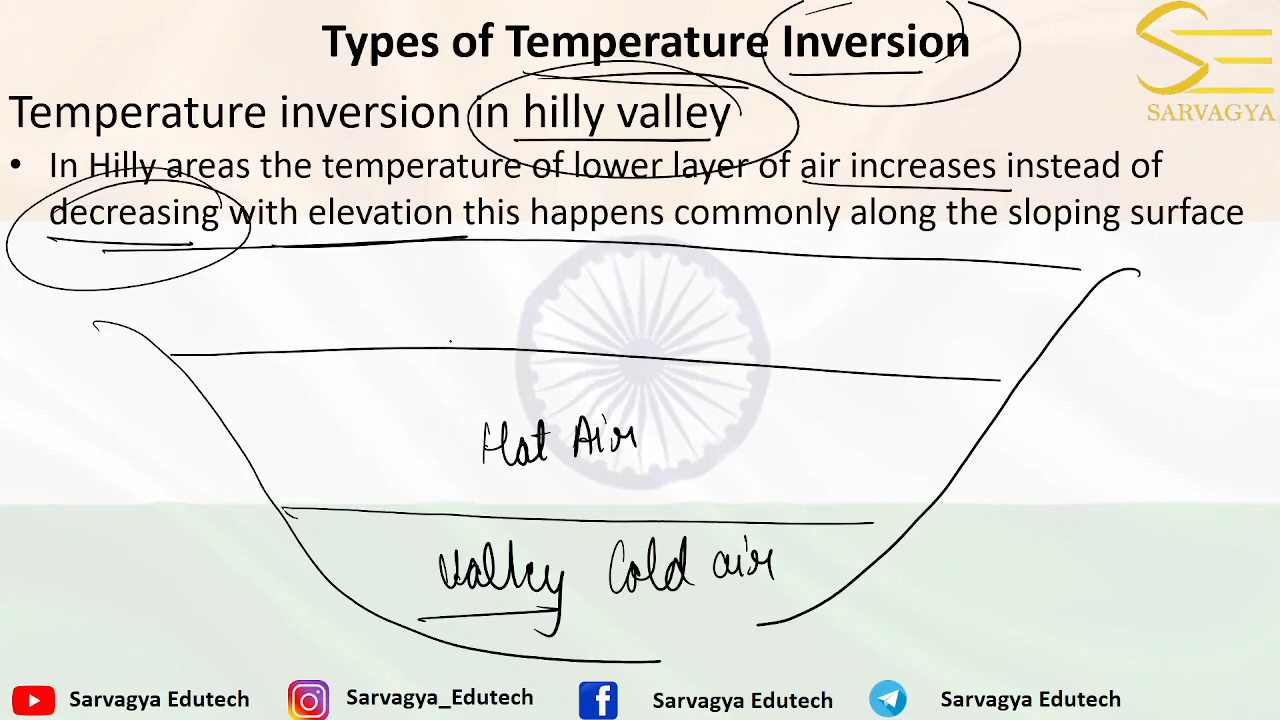 Types of Temperature Inversion
SARVAGYA
Temperature inversion in hilly valley
• In Hilly areas the temperature of lower layer of air increases instead of
decreasing with elevation this happens commonly along the sloping surface
Hot Air
Valley Cold air
Sarvagya Edutech
Sarvagya_Edutech
Sarvagya Edutech
Sarvagya Edutech